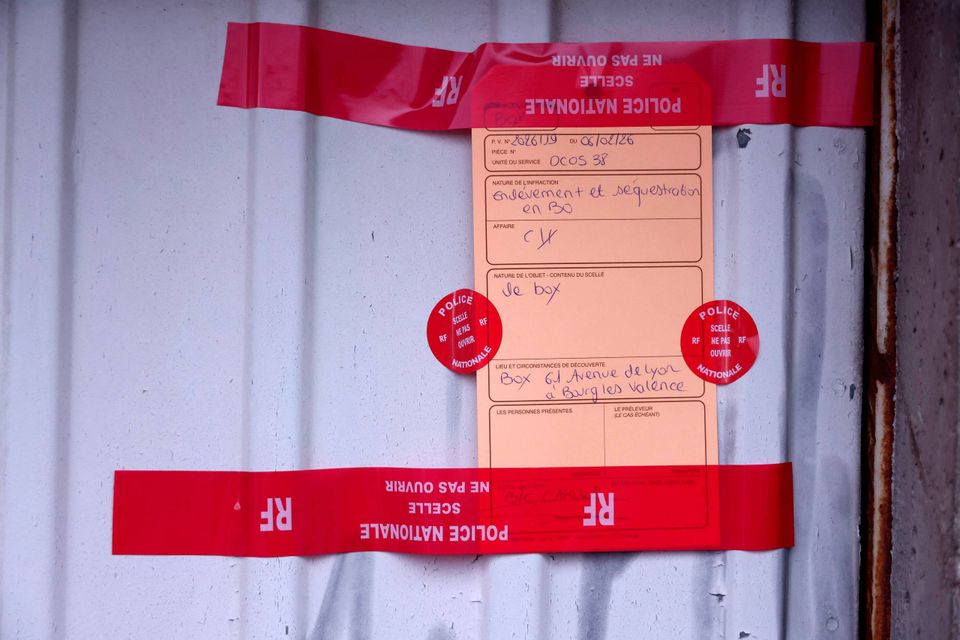 NE PAS OUVRIR
SCELLE
POLICE NATIONALE
RF
RF
P. V. N° 2026/19 DU 06/02/26
PIÈCE N°
UNITÉ OU SERVICE DCOS 38
NATURE DE L'INFRACTION
enlèvement et séquestration
en BO
AFFAIRE
c/X
NATURE DE L'OBJET - CONTENU DU SCELLÉ
le box
POLICE
SCELLE
NE PAS
OUVRIR
RF
RF
NATIONALE
POLICE
SCELLE
NE PAS
OUVRIR
RF
RF
NATIONALE
LIEU ET CIRCONSTANCES DE DÉCOUVERTE
Box 61 Avenue de Lyon
à Bourg les Valence
LES PERSONNES PRÉSENTES
LE PRÉLEVEUR
(LE CAS ÉCHÉANT)
NE PAS OUVRIR
SCELLE
POLICE NATIONALE
RF
RF